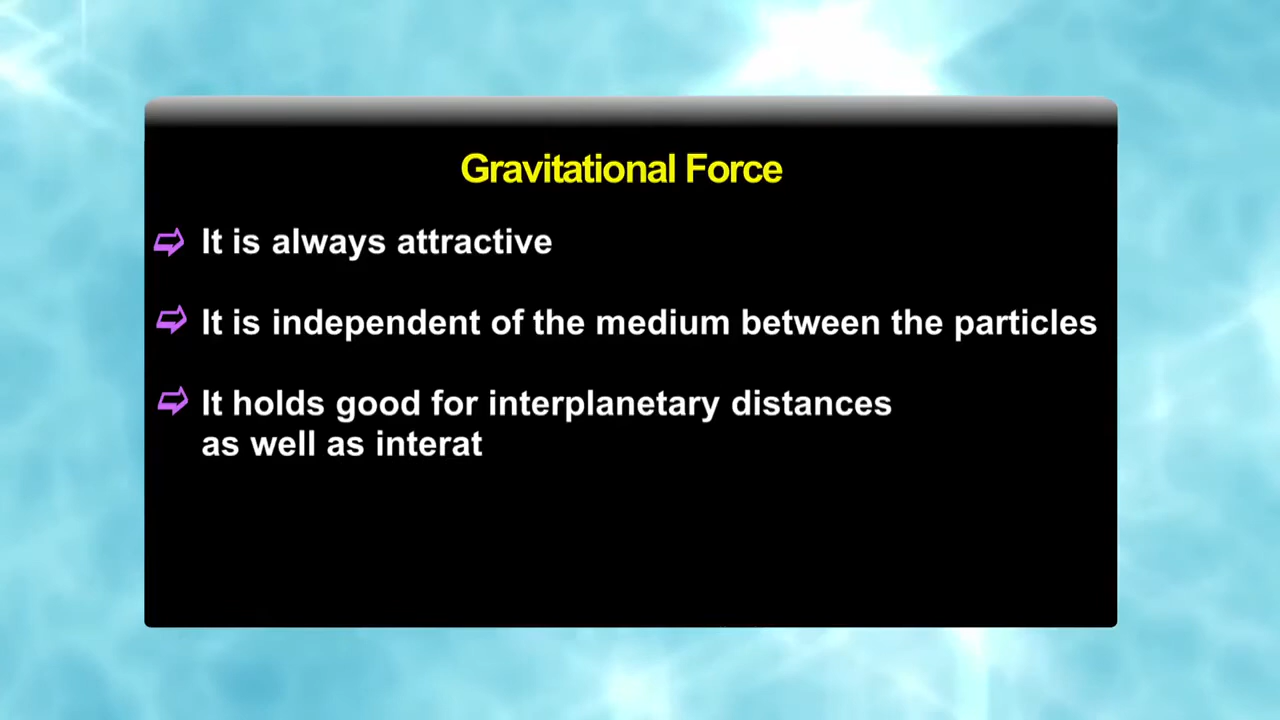 Gravitational Force
It is always attractive
It is independent of the medium between the particles
It holds good for interplanetary distances
as well as interat